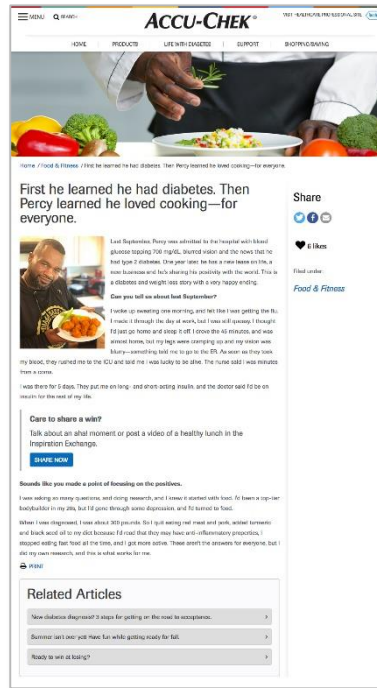 MENU
SEARCH
ACCU-CHEK®
VISIT HEALTHCARE PROFESSIONAL SITE
HOME
PRODUCTS
LIFE WITH DIABETES
SUPPORT
SHOPPING/SAVING
Home / Food & Fitness / First he learned he had diabetes. Then Percy learned he loved cooking—for everyone.
First he learned he had diabetes. Then
Percy learned he loved cooking—for
everyone.
Share
6 likes
Filed under
Food & Fitness
Last September, Percy was admitted to the hospital with blood
glucose topping 700 mg/dL, blurred vision and the news that he
had type 2 diabetes. One year later, he has a new lease on life, a
new business and he's sharing his positivity with the world. This is
a diabetes and weight loss story with a very happy ending.
Can you tell us about last September?
I woke up sweating one morning, and felt like I was getting the flu.
I made it through the day at work, but I was still queasy. I thought
I'd just go home and sleep it off. I drove the 45 minutes, and was
almost home, but my legs were cramping up and my vision was
blurry—something told me to go to the ER. As soon as they took
my blood, they rushed me to the ICU and told me I was lucky to be alive. The nurse said I was minutes
from a coma.
I was there for 5 days. They put me on long- and short-acting insulin, and the doctor said I'd be on
insulin for the rest of my life.
Care to share a win?
Talk about an aha! moment or post a video of a healthy lunch in the
Inspiration Exchange.
SHARE NOW
Sounds like you made a point of focusing on the positives.
I was asking so many questions, and doing research, and I knew it started with food. I'd been a top-tier
bodybuilder in my 20s, but I'd gone through some depression, and I'd turned to food.
When I was diagnosed, I was about 300 pounds. So I quit eating red meat and pork, added turmeric
and black seed oil to my diet because I'd read that they may have anti-inflammatory properties, I
stopped eating fast food all the time, and I got more active. These aren't the answers for everyone, but I
did my own research, and this is what works for me.
PRINT
Related Articles
New diabetes diagnosis? 3 steps for getting on the road to acceptance.
Summer isn't over yet! Have fun while getting ready for fall.
Ready to win at losing?